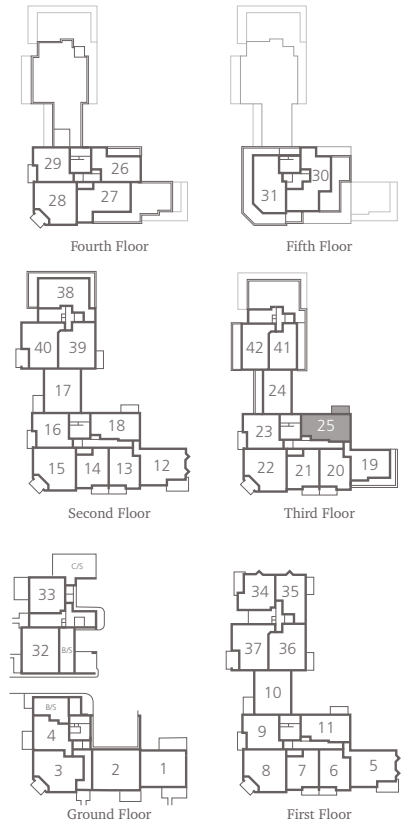 29 26
28 27
Fourth Floor
30
31
Fifth Floor
38
40 39
17
16 18
15 14 13 12
Second Floor
42 41
24
23 25
22 21 20 19
Third Floor
C/S
33
32 B/S
B/S
4
3 2 1
Ground Floor
34 35
37 36
10
9 11
8 7 6 5
First Floor